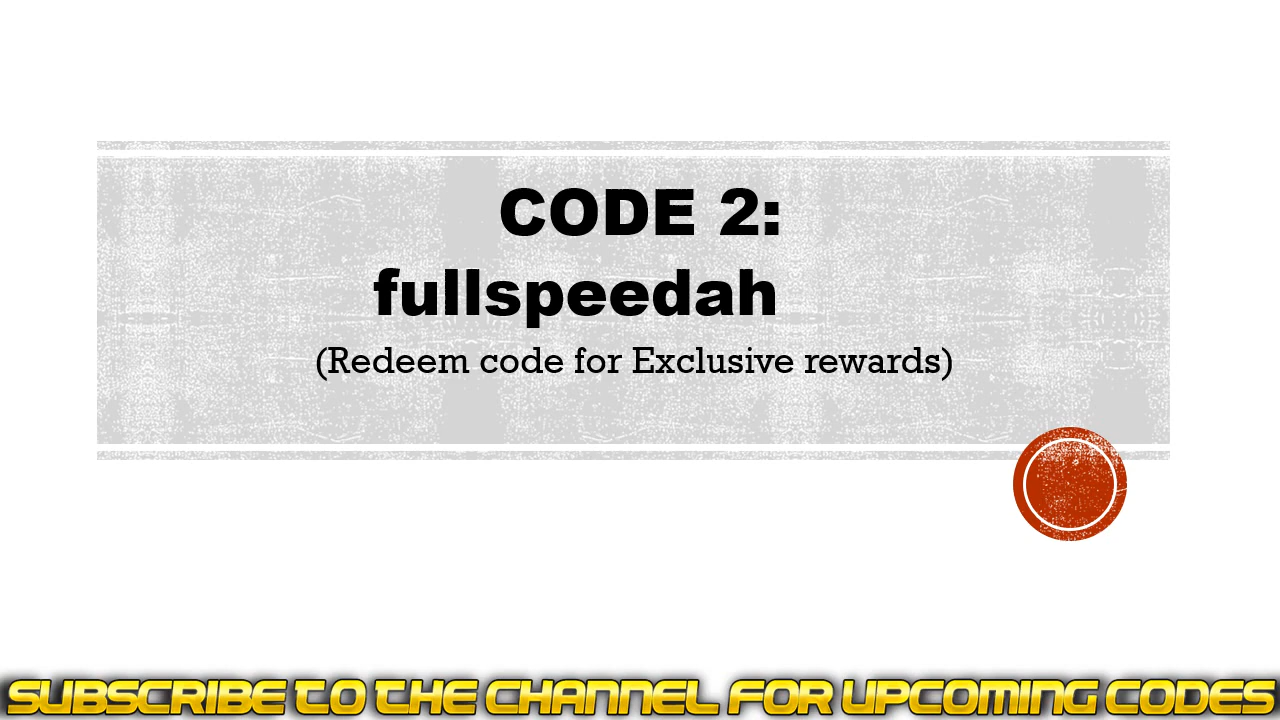 CODE 2:
fullspeedah
(Redeem code for Exclusive rewards)
SUBSCRIBE TO THE CHANNEL FOR UPCOMING CODES